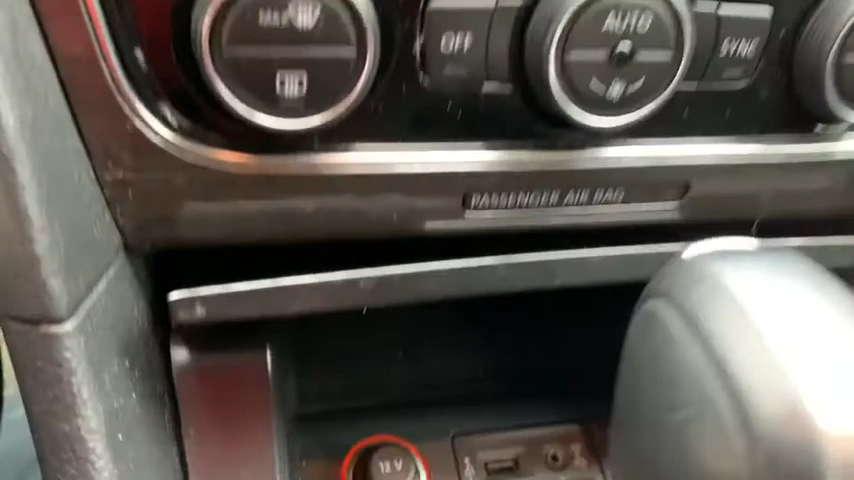 MAX
OFF
AUTO
SYNC
PASSENGER AIR BAG
12 V